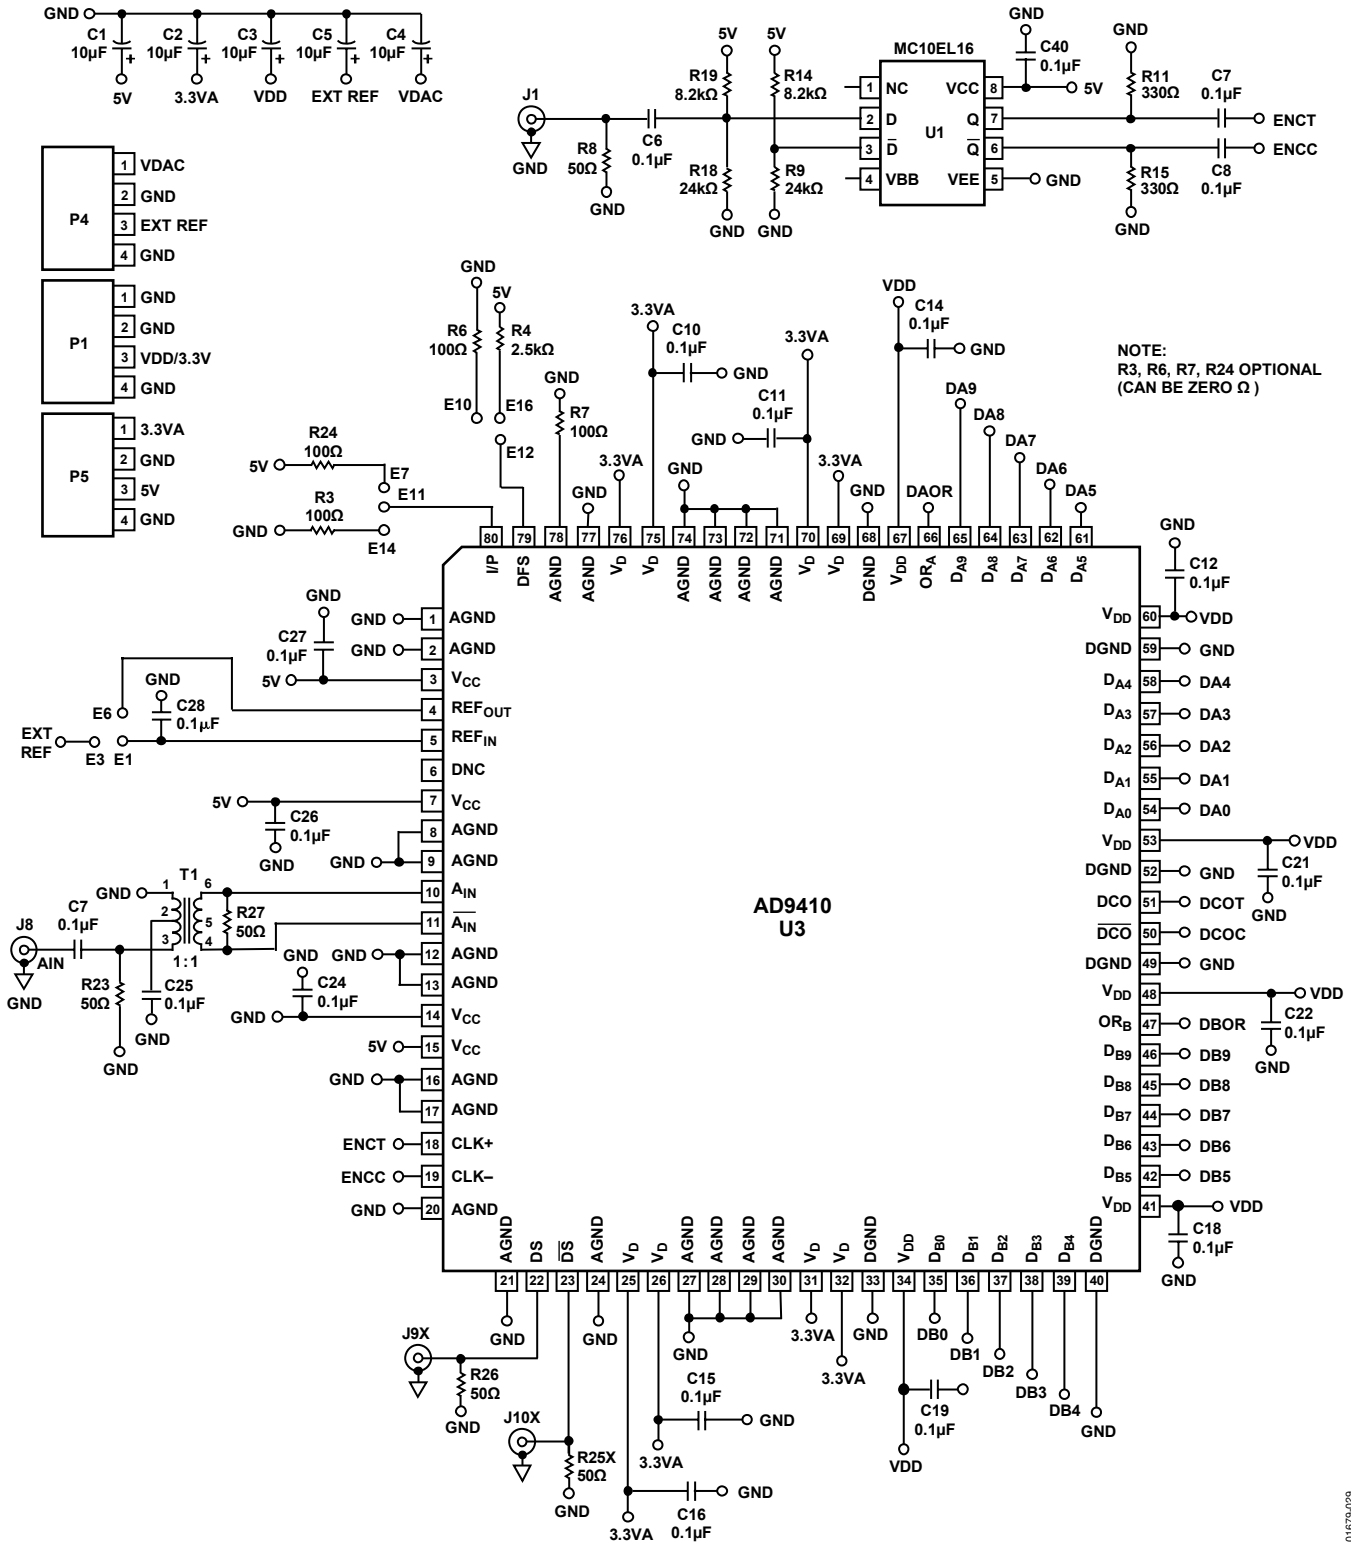 GND
C1
10µF
C2
10µF
C3
10µF
C5
10µF
C4
10µF
+ + + + +
5V 3.3VA VDD EXT REF VDAC
P4
1 VDAC
2 GND
3 EXT REF
4 GND
P1
1 GND
2 GND
3 VDD/3.3V
4 GND
P5
1 3.3VA
2 GND
3 5V
4 GND
J1
GND
R8
50Ω
GND
C6
0.1µF
5V
R19
8.2kΩ
R18
24kΩ
GND
5V
R14
8.2kΩ
R9
24kΩ
GND
MC10EL16
U1
1 NC
2 D
3 D̅
4 VBB
VCC 8
Q 7
Q̅ 6
VEE 5
GND
C40
0.1µF
5V
GND
GND
R11
330Ω
C7
0.1µF
ENCT
ENCC
R15
330Ω
C8
0.1µF
GND
NOTE:
R3, R6, R7, R24 OPTIONAL
(CAN BE ZERO Ω )
GND
R6
100Ω
E10
5V
R4
2.5kΩ
E16
E12
GND
R7
100Ω
GND
3.3VA
3.3VA
C10
0.1µF
GND
GND
3.3VA
C11
0.1µF
GND
3.3VA
GND
VDD
C14
0.1µF
GND
DAOR
DA9
DA8
DA7
DA6
DA5
5V
R24
100Ω
E7
E11
GND
R3
100Ω
E14
80 79 78 77 76 75 74 73 72 71 70 69 68 67 66 65 64 63 62 61
I/P DFS AGND AGND VD VD AGND AGND AGND AGND VD VD DGND VDD ORA DA9 DA8 DA7 DA6 DA5
AD9410
U3
GND 1 AGND
GND 2 AGND
GND
C27
0.1µF
5V 3 VCC
4 REFOUT
5 REFIN
E6
GND
C28
0.1µF
EXT
REF
E3 E1
6 DNC
5V 7 VCC
C26
0.1µF
GND
8 AGND
GND 9 AGND
10 AIN
11 A̅I̅N̅
GND 12 AGND
13 AGND
J8
AIN
GND
C7
0.1µF
R23
50Ω
GND
GND
T1
1 2 3
6 5 4
1:1
R27
50Ω
C25
0.1µF
GND
GND
C24
0.1µF
GND 14 VCC
5V 15 VCC
GND 16 AGND
17 AGND
ENCT 18 CLK+
ENCC 19 CLK–
GND 20 AGND
GND
C12
0.1µF
VDD 60 VDD
DGND 59 GND
DA4 58 DA4
DA3 57 DA3
DA2 56 DA2
DA1 55 DA1
DA0 54 DA0
VDD 53 VDD
C21
0.1µF
GND
DGND 52 GND
DCO 51 DCOT
D̅C̅O̅ 50 DCOC
DGND 49 GND
VDD 48 VDD
C22
0.1µF
GND
ORB 47 DBOR
DB9 46 DB9
DB8 45 DB8
DB7 44 DB7
DB6 43 DB6
DB5 42 DB5
VDD 41 VDD
C18
0.1µF
GND
AGND DS D̅S̅ AGND VD VD AGND AGND AGND AGND VD VD DGND VDD DB0 DB1 DB2 DB3 DB4 DGND
21 22 23 24 25 26 27 28 29 30 31 32 33 34 35 36 37 38 39 40
GND
J9X
R26
50Ω
GND
J10X
R25X
50Ω
GND
GND
3.3VA
C16
0.1µF
GND
3.3VA
C15
0.1µF
GND
GND
3.3VA
3.3VA
GND
VDD
C19
0.1µF
DB0
DB1
DB2
DB3
DB4
GND
01679-029